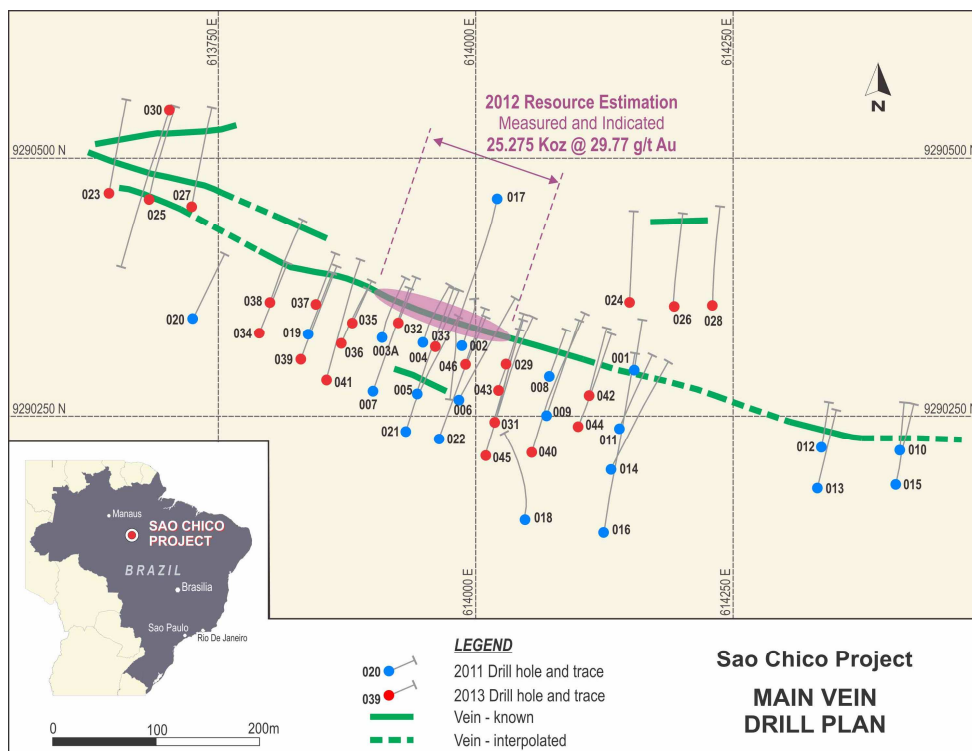 613750 E
614000 E
614250 E
030
2012 Resource Estimation
Measured and Indicated
25.275 Koz @ 29.77 g/t Au
N
9290500 N
9290500 N
023
025
027
017
020
038
034
019
037
039
036
035
041
003A
032
004
033
002
046
029
007
005
006
043
008
001
042
024
026
028
021
022
031
009
044
011
045
040
014
012
010
013
015
018
016
9290250 N
9290250 N
613750 E
614000 E
614250 E
Manaus
SAO CHICO
PROJECT
BRAZIL
Brasilia
Sao Paulo
Rio De Janeiro
0 100 200m
LEGEND
020 2011 Drill hole and trace
039 2013 Drill hole and trace
Vein - known
Vein - interpolated
Sao Chico Project
MAIN VEIN
DRILL PLAN